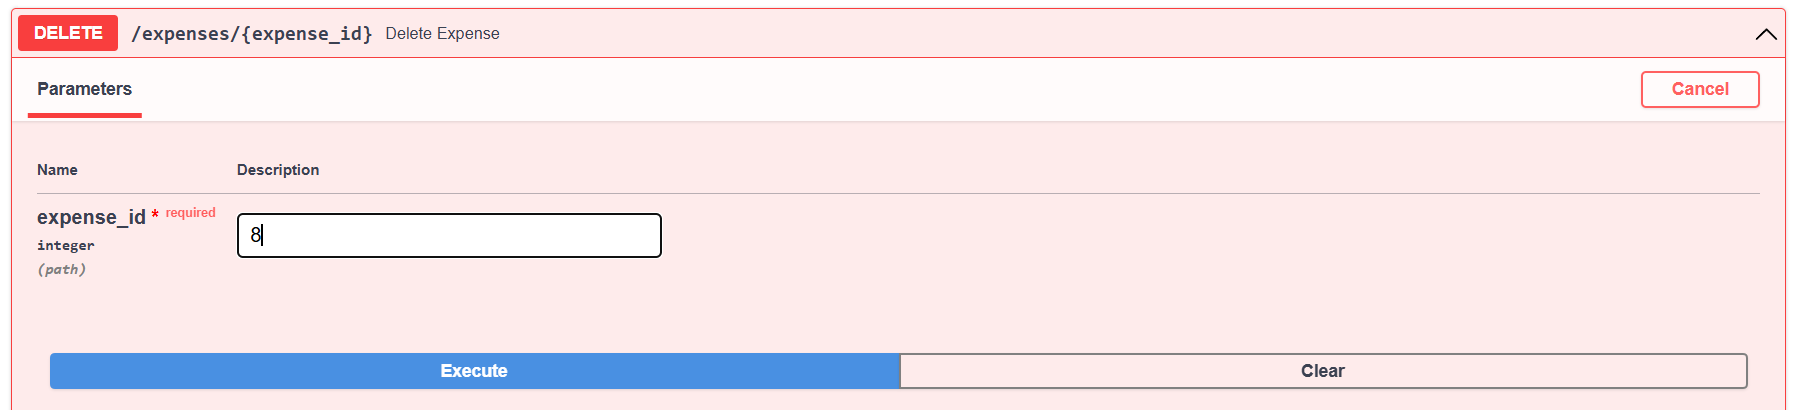 DELETE /expenses/{expense_id} Delete Expense
Parameters Cancel
Name Description
expense_id * required
8
integer
(path)
Execute Clear